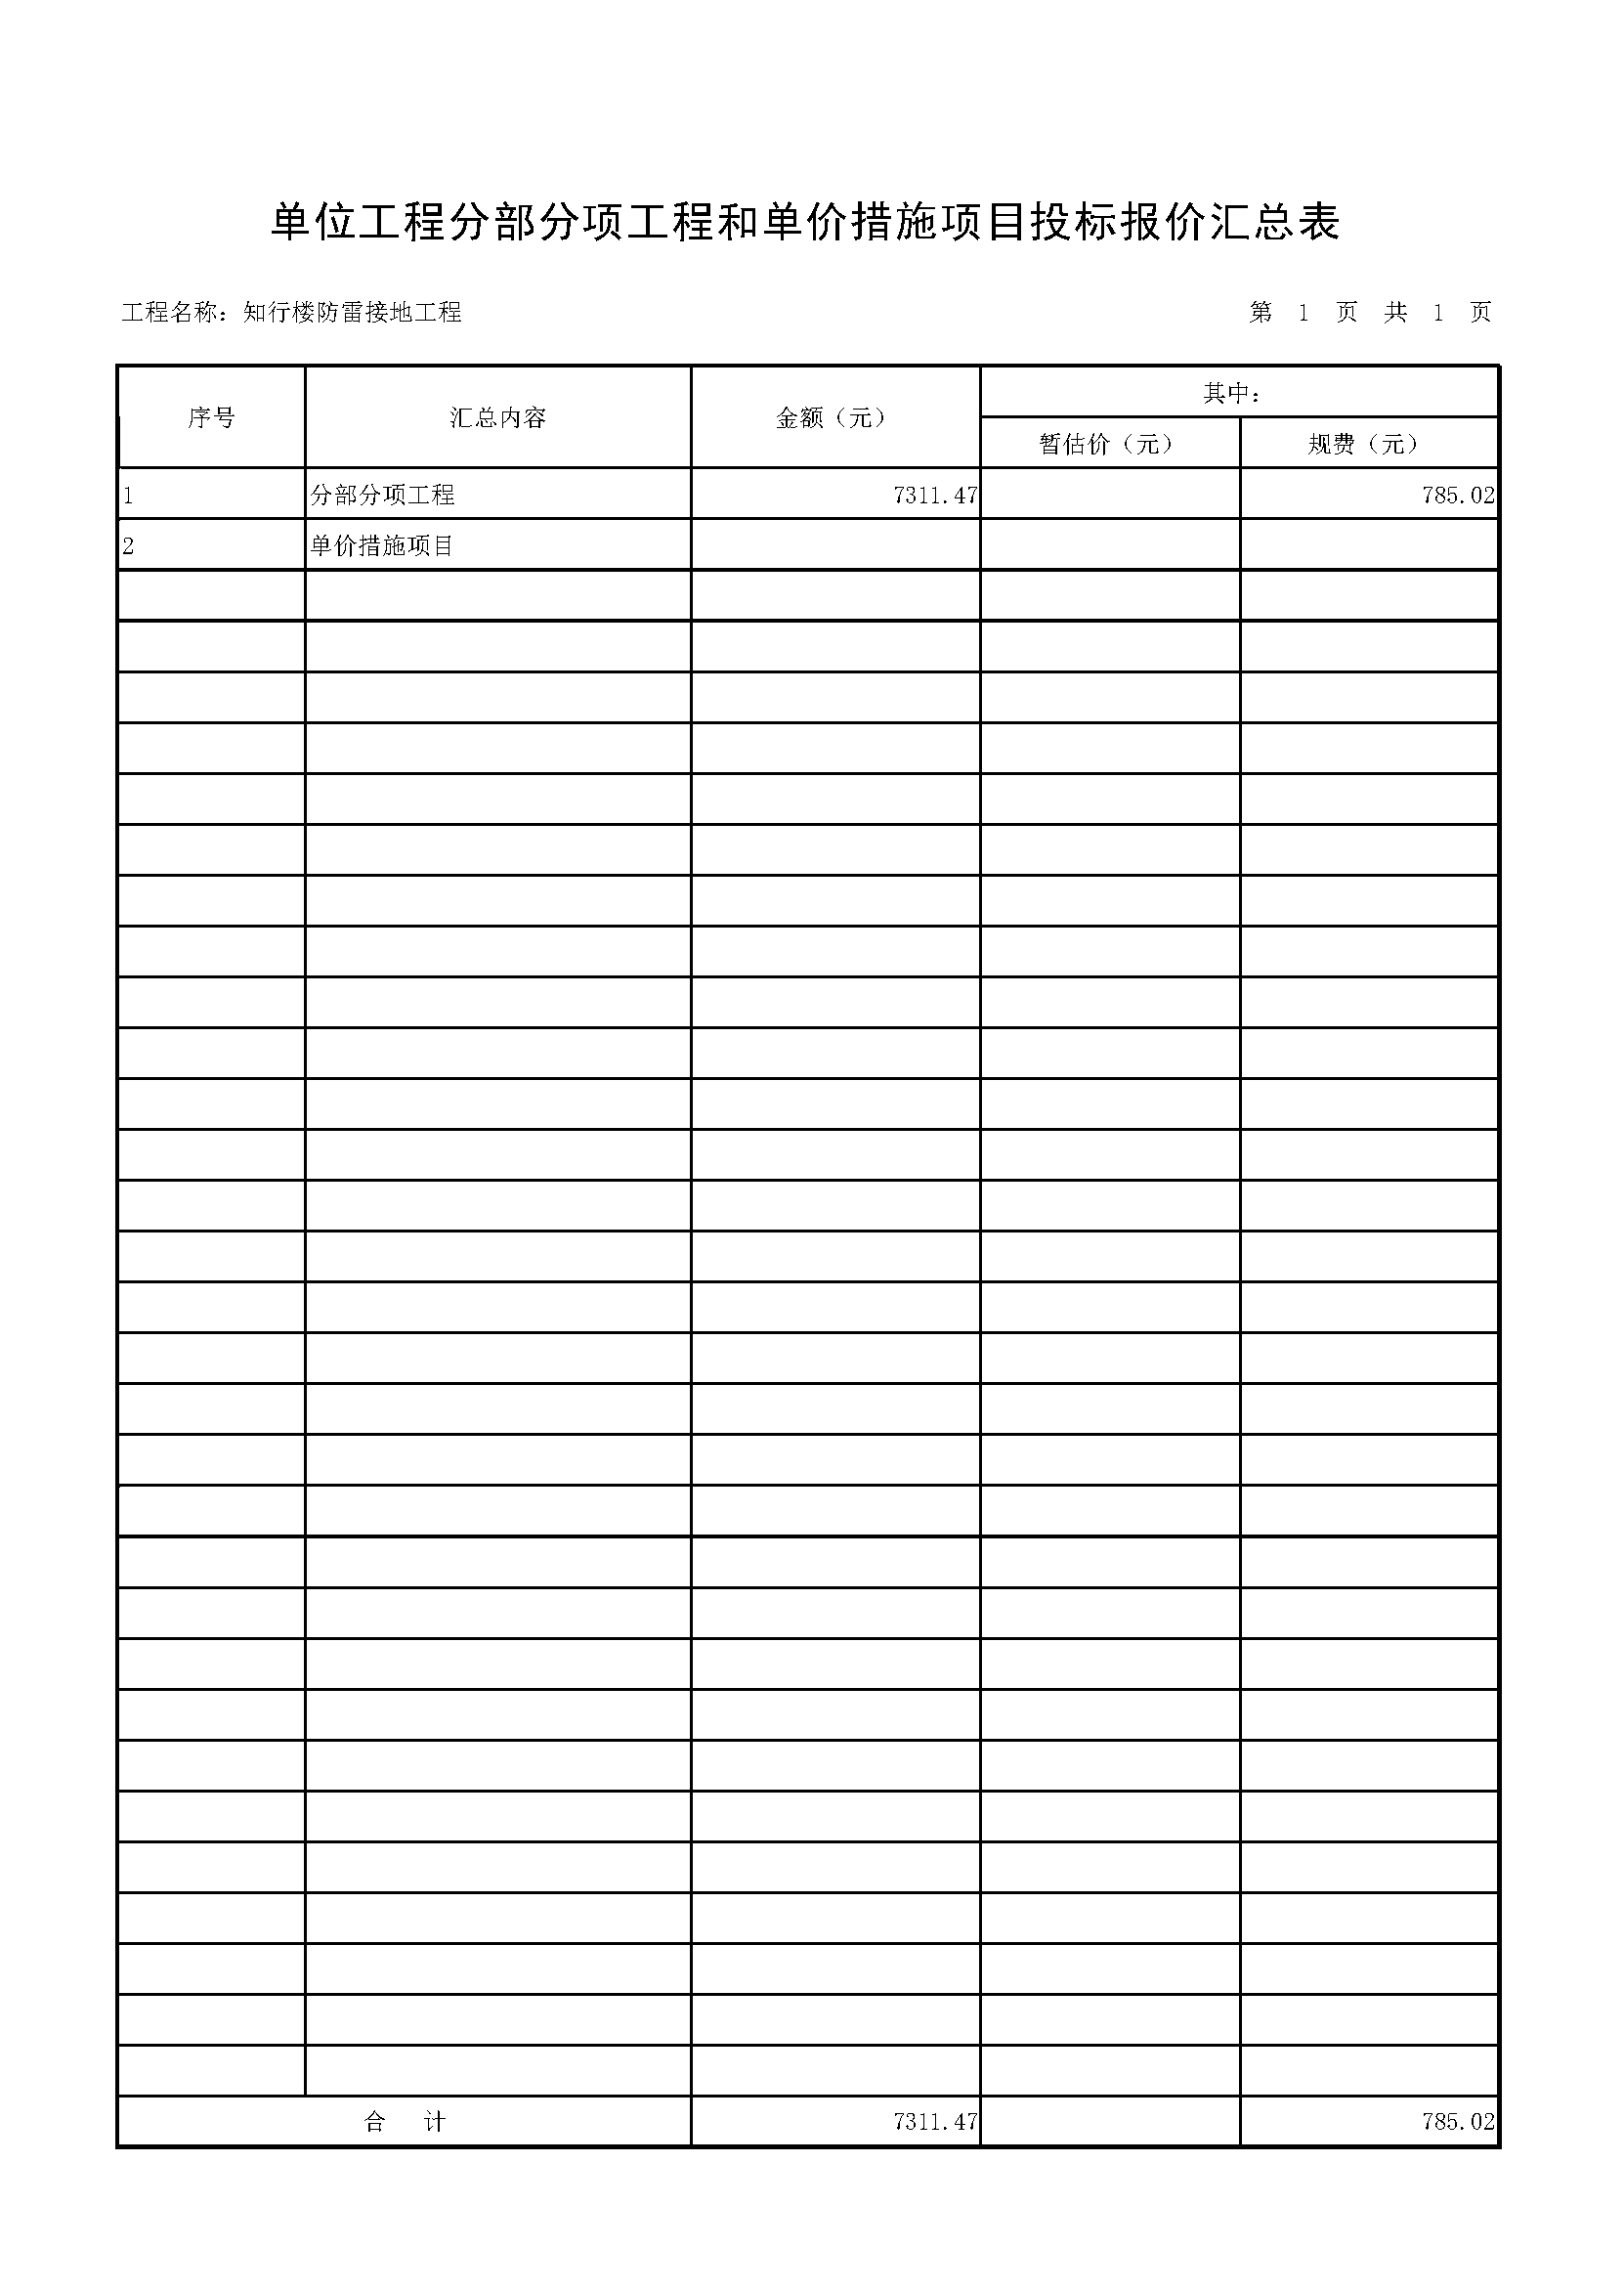 单位工程分部分项工程和单价措施项目投标报价汇总表
工程名称：知行楼防雷接地工程 第 1 页 共 1 页
序号 汇总内容 金额（元） 其中：
暂估价（元） 规费（元）
1 分部分项工程 7311.47 785.02
2 单价措施项目
合 计 7311.47 785.02